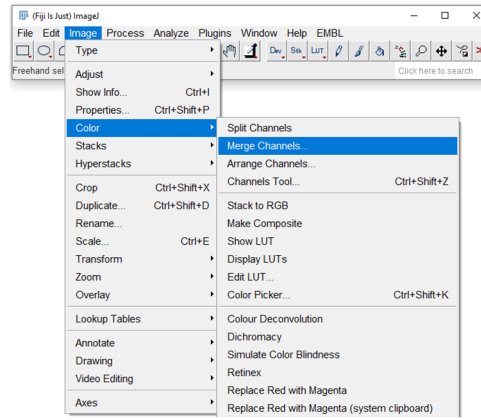 (Fiji Is Just) ImageJ
File Edit Image Process Analyze Plugins Window Help EMBL
Dev Stk LUT
Freehand sel
Click here to search
Type
Adjust
Show Info... Ctrl+I
Properties... Ctrl+Shift+P
Color
Stacks
Hyperstacks
Crop Ctrl+Shift+X
Duplicate... Ctrl+Shift+D
Rename...
Scale... Ctrl+E
Transform
Zoom
Overlay
Lookup Tables
Annotate
Drawing
Video Editing
Axes
Split Channels
Merge Channels...
Arrange Channels...
Channels Tool... Ctrl+Shift+Z
Stack to RGB
Make Composite
Show LUT
Display LUTs
Edit LUT...
Color Picker... Ctrl+Shift+K
Colour Deconvolution
Dichromacy
Simulate Color Blindness
Retinex
Replace Red with Magenta
Replace Red with Magenta (system clipboard)